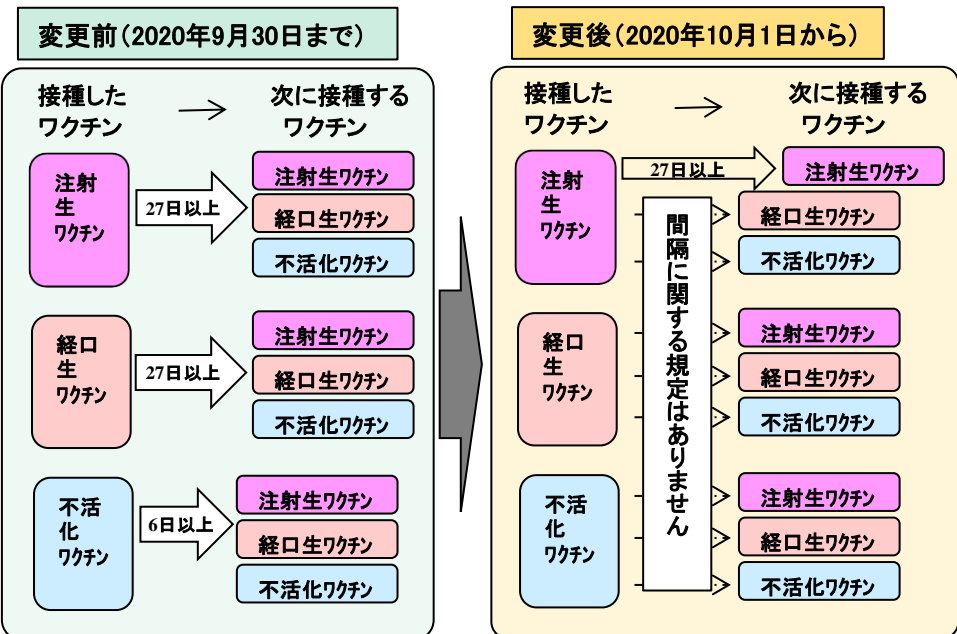 変更前(2020年9月30日まで)
接種した
ワクチン
→
次に接種する
ワクチン
注射
生
ワクチン
27日以上
注射生ワクチン
経口生ワクチン
不活化ワクチン
経口
生
ワクチン
27日以上
注射生ワクチン
経口生ワクチン
不活化ワクチン
不活
化
ワクチン
6日以上
注射生ワクチン
経口生ワクチン
不活化ワクチン
変更後(2020年10月1日から)
接種した
ワクチン
→
次に接種する
ワクチン
注射
生
ワクチン
27日以上
注射生ワクチン
経口生ワクチン
不活化ワクチン
間隔に関する規定はありません
経口
生
ワクチン
注射生ワクチン
経口生ワクチン
不活化ワクチン
不活
化
ワクチン
注射生ワクチン
経口生ワクチン
不活化ワクチン